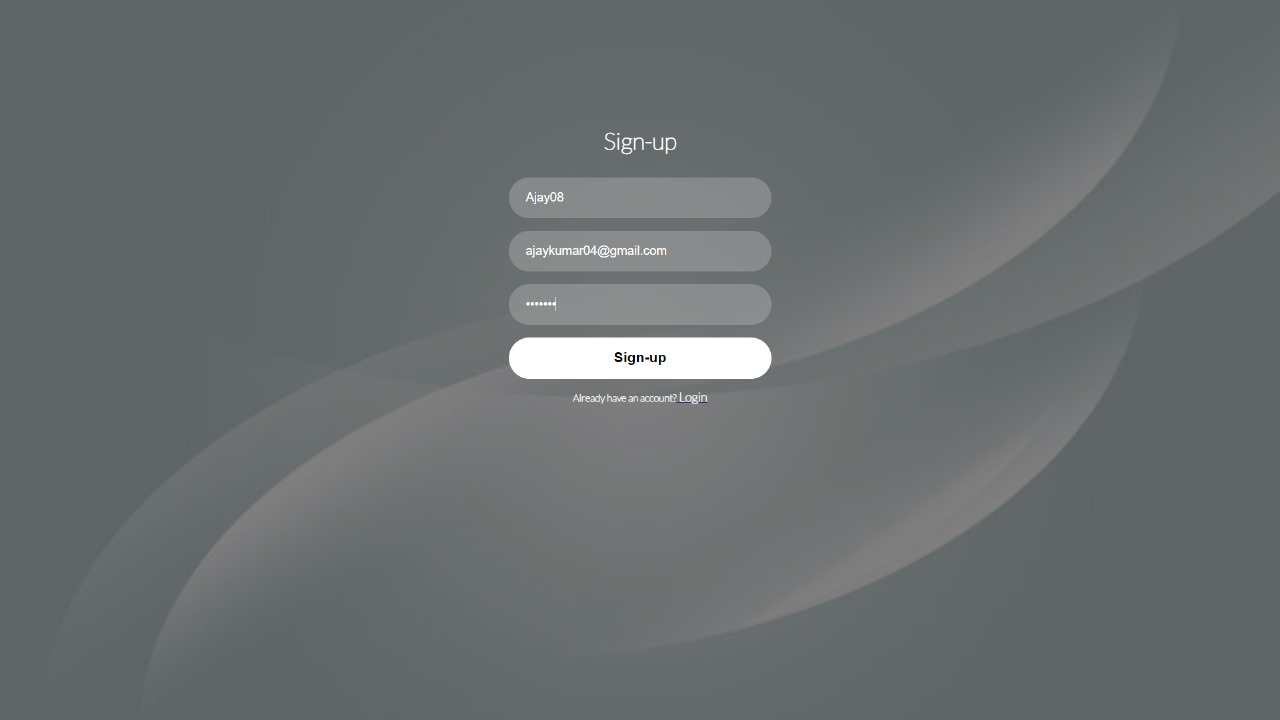 Sign-up
Ajay08
ajaykumar04@gmail.com
•••••••
Sign-up
Already have an account? Login